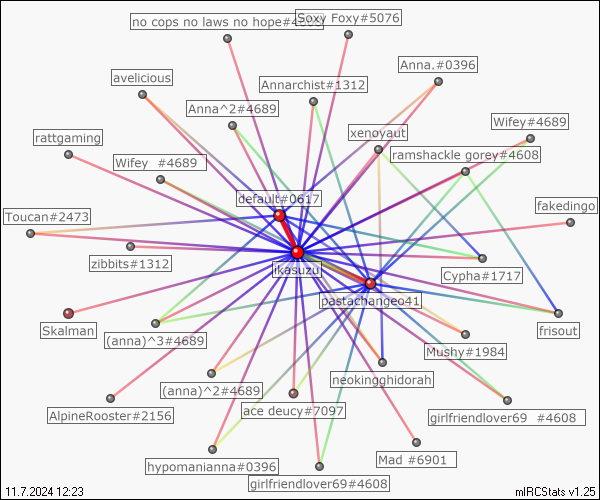 no cops no laws no hope#4689
Soxy Foxy#5076
Anna.#0396
avelicious
Annarchist#1312
Anna^2#4689
Wifey#4689
xenoyaut
rattgaming
ramshackle gorey#4608
Wifey #4689
default#0617
Toucan#2473
fakedingo
zibbits#1312
ikasuzu
Cypha#1717
pastachangeo41
Skalman
frisout
(anna)^3#4689
Mushy#1984
neokingghidorah
(anna)^2#4689
AlpineRooster#2156
ace deucy#7097
girlfriendlover69 #4608
Mad #6901
hypomanianna#0396
girlfriendlover69#4608
11.7.2024 12:23
mIRCStats v1.25